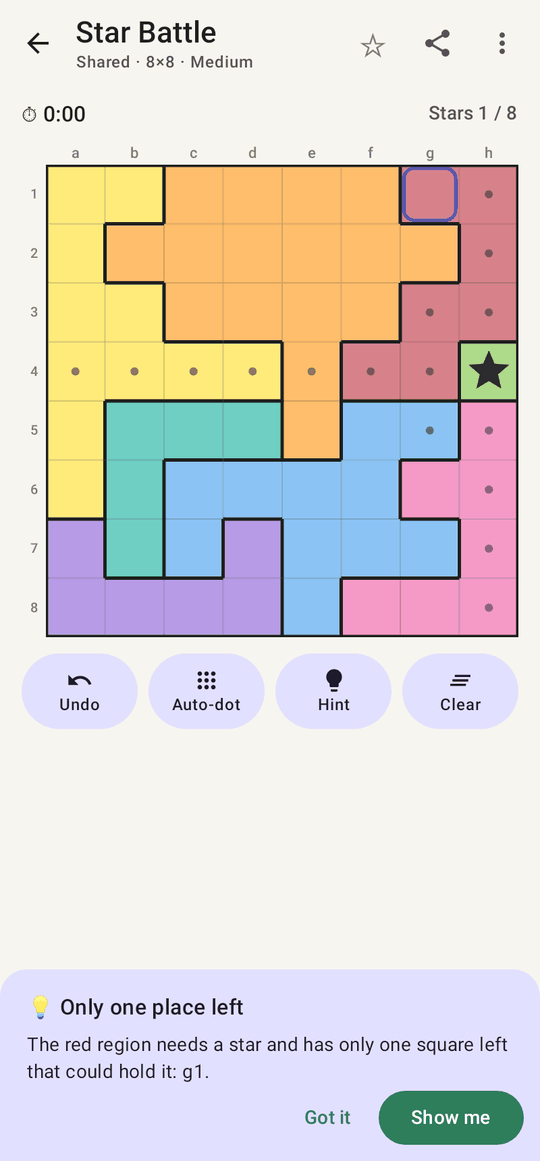 Star Battle
Shared · 8×8 · Medium
⏱ 0:00
Stars 1 / 8
a b c d e f g h
1
2
3
4
5
6
7
8
Undo
Auto-dot
Hint
Clear
💡 Only one place left
The red region needs a star and has only one square left
that could hold it: g1.
Got it
Show me